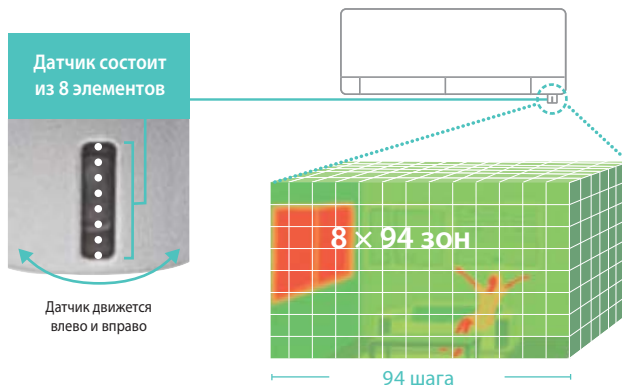 Датчик состоит
из 8 элементов
8 × 94 зон
Датчик движется
влево и вправо
94 шага